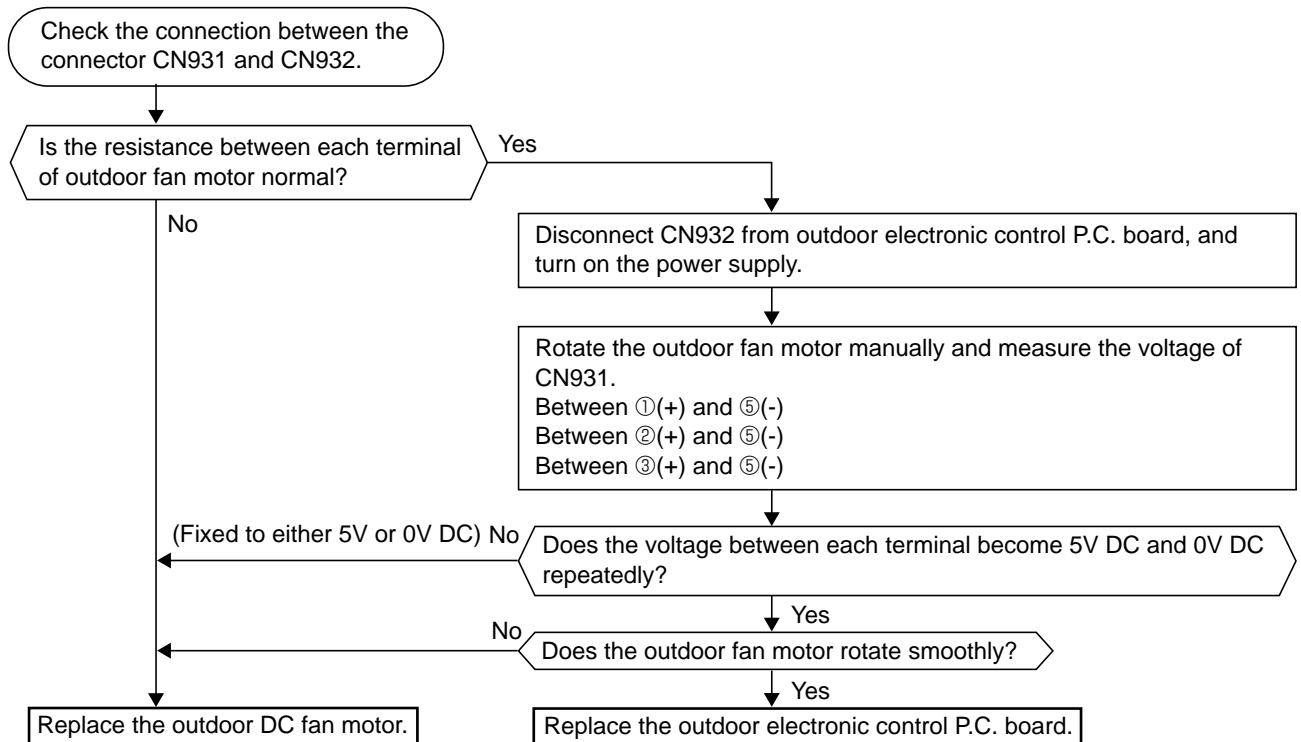 Check the connection between the
connector CN931 and CN932.
Is the resistance between each terminal
of outdoor fan motor normal?
Yes
No
Disconnect CN932 from outdoor electronic control P.C. board, and
turn on the power supply.
Rotate the outdoor fan motor manually and measure the voltage of
CN931.
Between ①(+) and ⑤(-)
Between ②(+) and ⑤(-)
Between ③(+) and ⑤(-)
(Fixed to either 5V or 0V DC) No
Does the voltage between each terminal become 5V DC and 0V DC
repeatedly?
Yes
No
Does the outdoor fan motor rotate smoothly?
Yes
Replace the outdoor DC fan motor.
Replace the outdoor electronic control P.C. board.